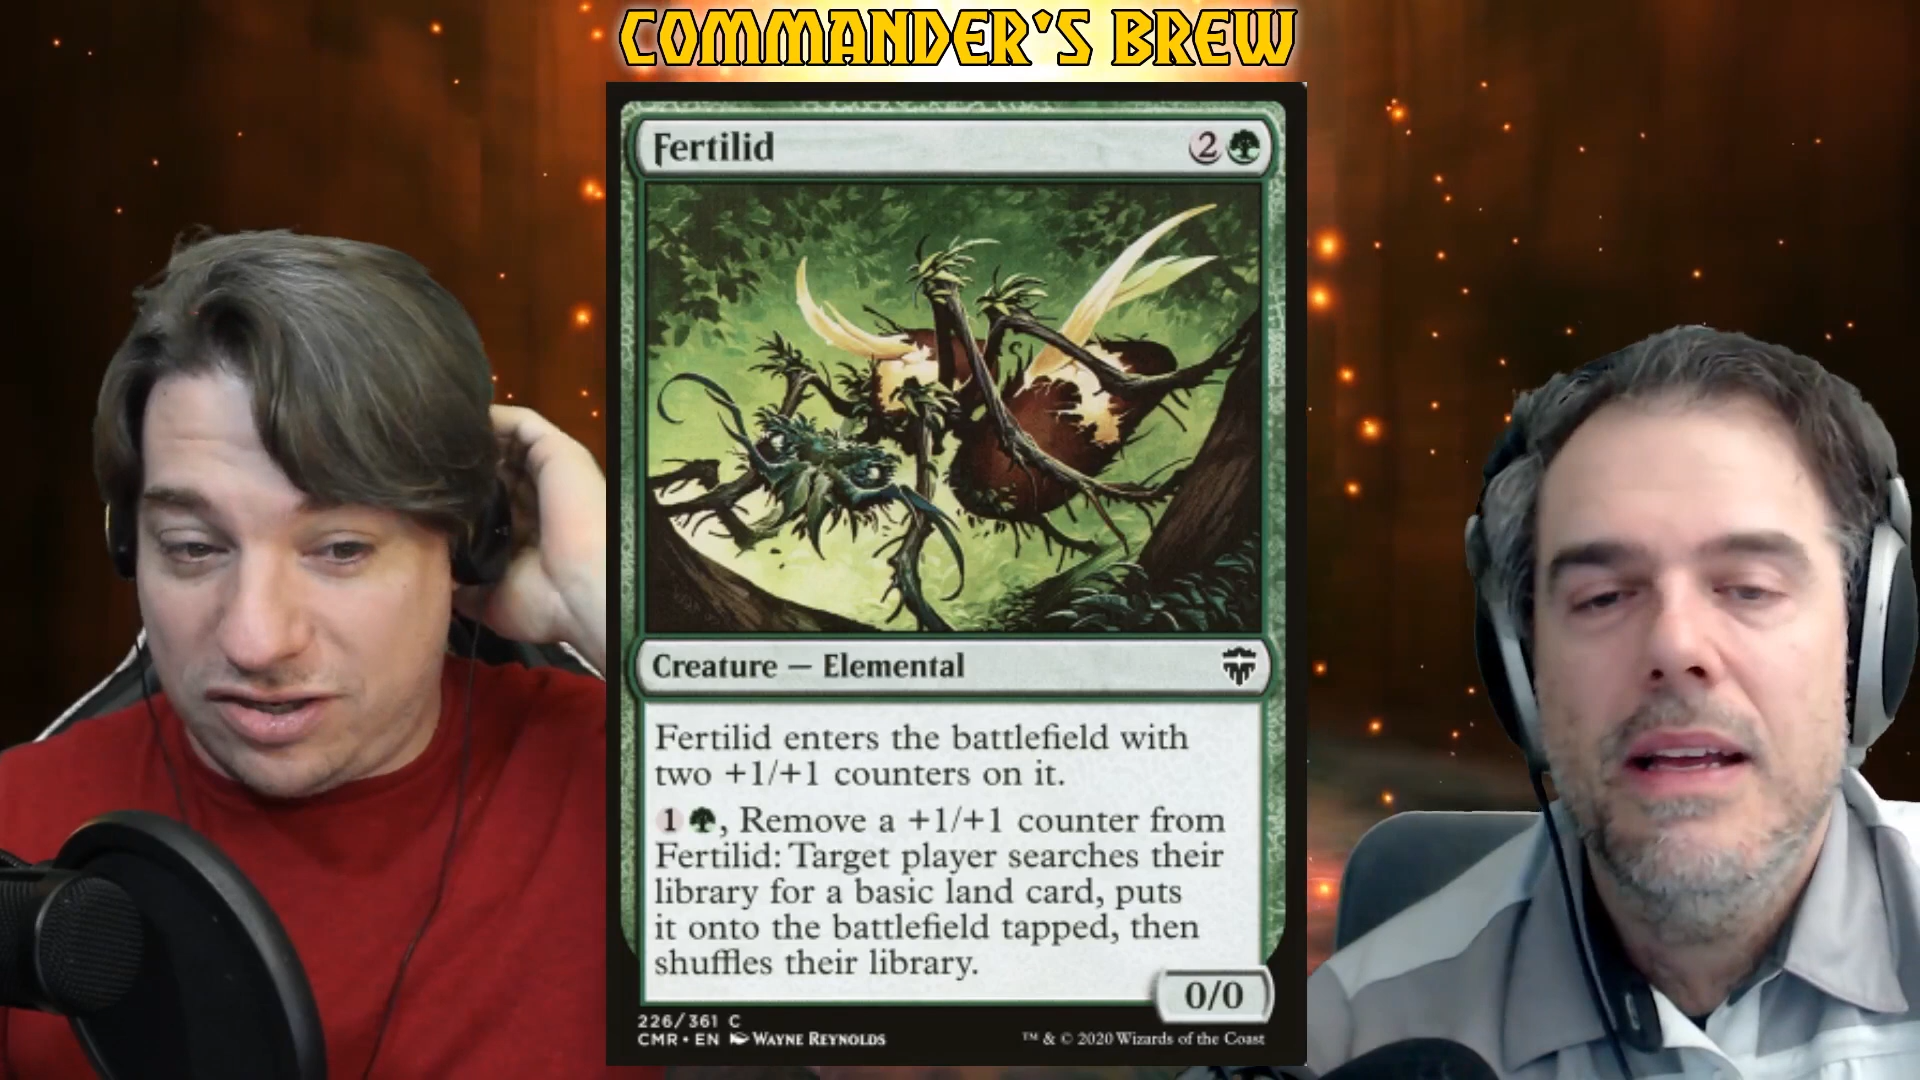 COMMANDER'S BREW
Fertilid 2
Creature — Elemental
Fertilid enters the battlefield with
two +1/+1 counters on it.
1, Remove a +1/+1 counter from
Fertilid: Target player searches their
library for a basic land card, puts
it onto the battlefield tapped, then
shuffles their library.
0/0
226/361 C
CMR • EN Wayne Reynolds
™ & © 2020 Wizards of the Coast